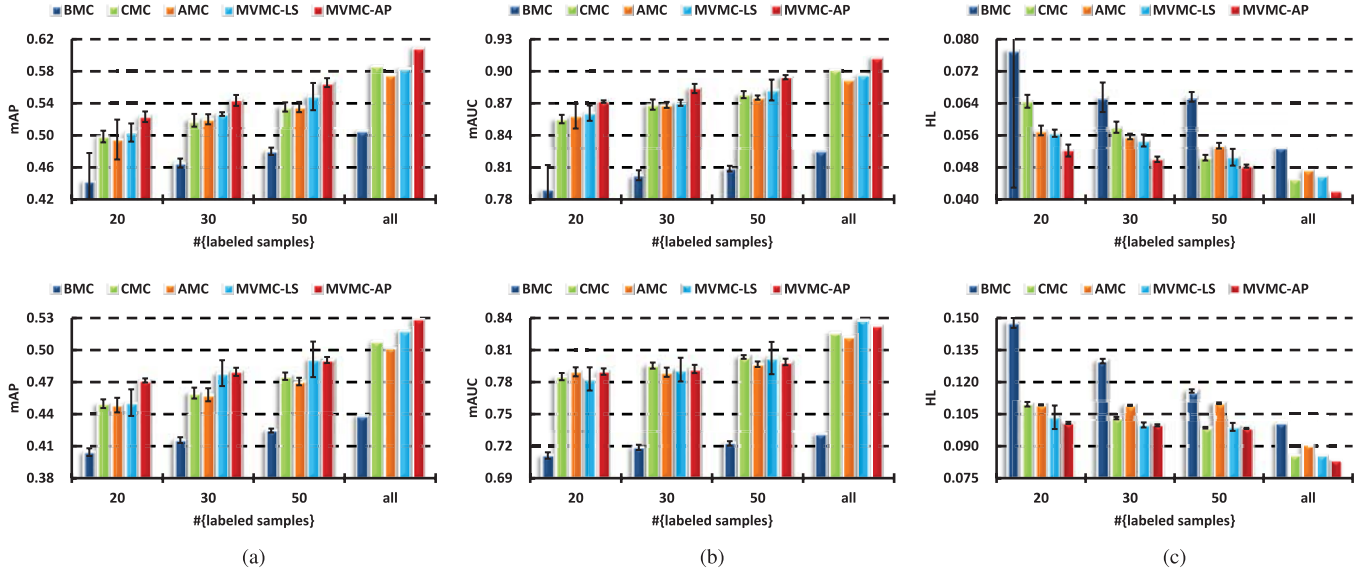 BMC CMC AMC MVMC-LS MVMC-AP
0.62
0.58
0.54
0.50
0.46
0.42
mAP
20 30 50 all
#{labeled samples}
BMC CMC AMC MVMC-LS MVMC-AP
0.93
0.90
0.87
0.84
0.81
0.78
mAUC
20 30 50 all
#{labeled samples}
BMC CMC AMC MVMC-LS MVMC-AP
0.080
0.072
0.064
0.056
0.048
0.040
HL
20 30 50 all
#{labeled samples}
BMC CMC AMC MVMC-LS MVMC-AP
0.53
0.50
0.47
0.44
0.41
0.38
mAP
20 30 50 all
#{labeled samples}
(a)
BMC CMC AMC MVMC-LS MVMC-AP
0.84
0.81
0.78
0.75
0.72
0.69
mAUC
20 30 50 all
#{labeled samples}
(b)
BMC CMC AMC MVMC-LS MVMC-AP
0.150
0.135
0.120
0.105
0.090
0.075
HL
20 30 50 all
#{labeled samples}
(c)